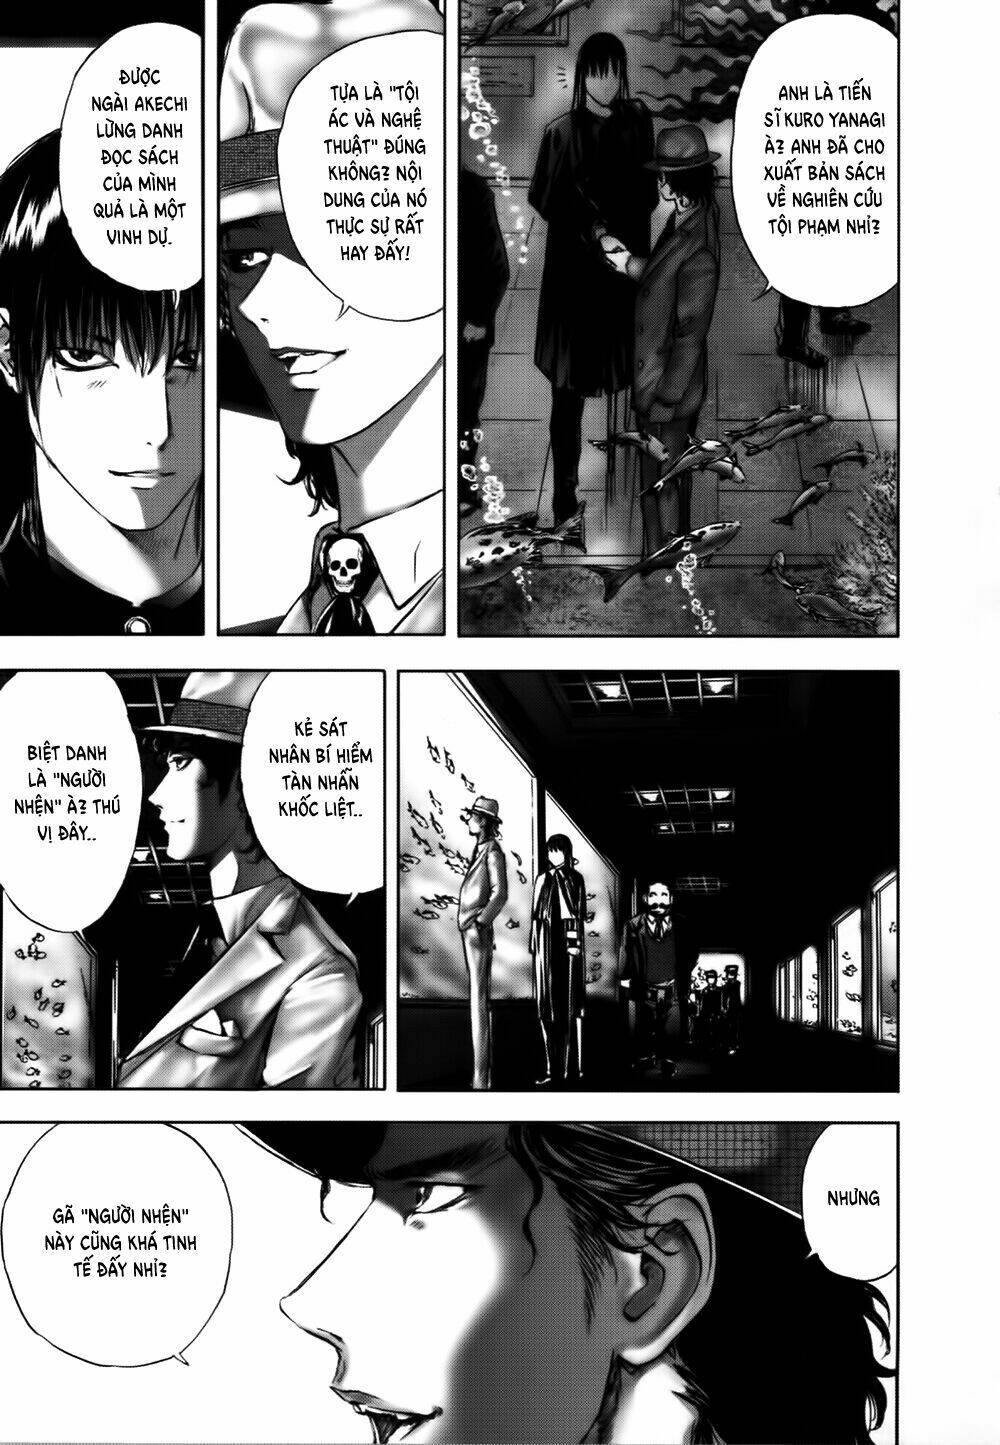 ANH LÀ TIẾN
SĨ KURO YANAGI
À? ANH ĐÃ CHO
XUẤT BẢN SÁCH
VỀ NGHIÊN CỨU
TỘI PHẠM NHỈ?
TỰA LÀ "TỘI
ÁC VÀ NGHỆ
THUẬT" ĐÚNG
KHÔNG? NỘI
DUNG CỦA NÓ
THỰC SỰ RẤT
HAY ĐẤY!
ĐƯỢC
NGÀI AKECHI
LỪNG DANH
ĐỌC SÁCH
CỦA MÌNH
QUẢ LÀ MỘT
VINH DỰ.
KẺ SÁT
NHÂN BÍ HIỂM
TÀN NHẪN
KHỐC LIỆT..
BIỆT DANH
LÀ "NGƯỜI
NHỆN" À? THÚ
VỊ ĐÂY..
NHƯNG
GÃ "NGƯỜI NHỆN"
NÀY CŨNG KHÁ TINH
TẾ ĐẤY NHỈ?